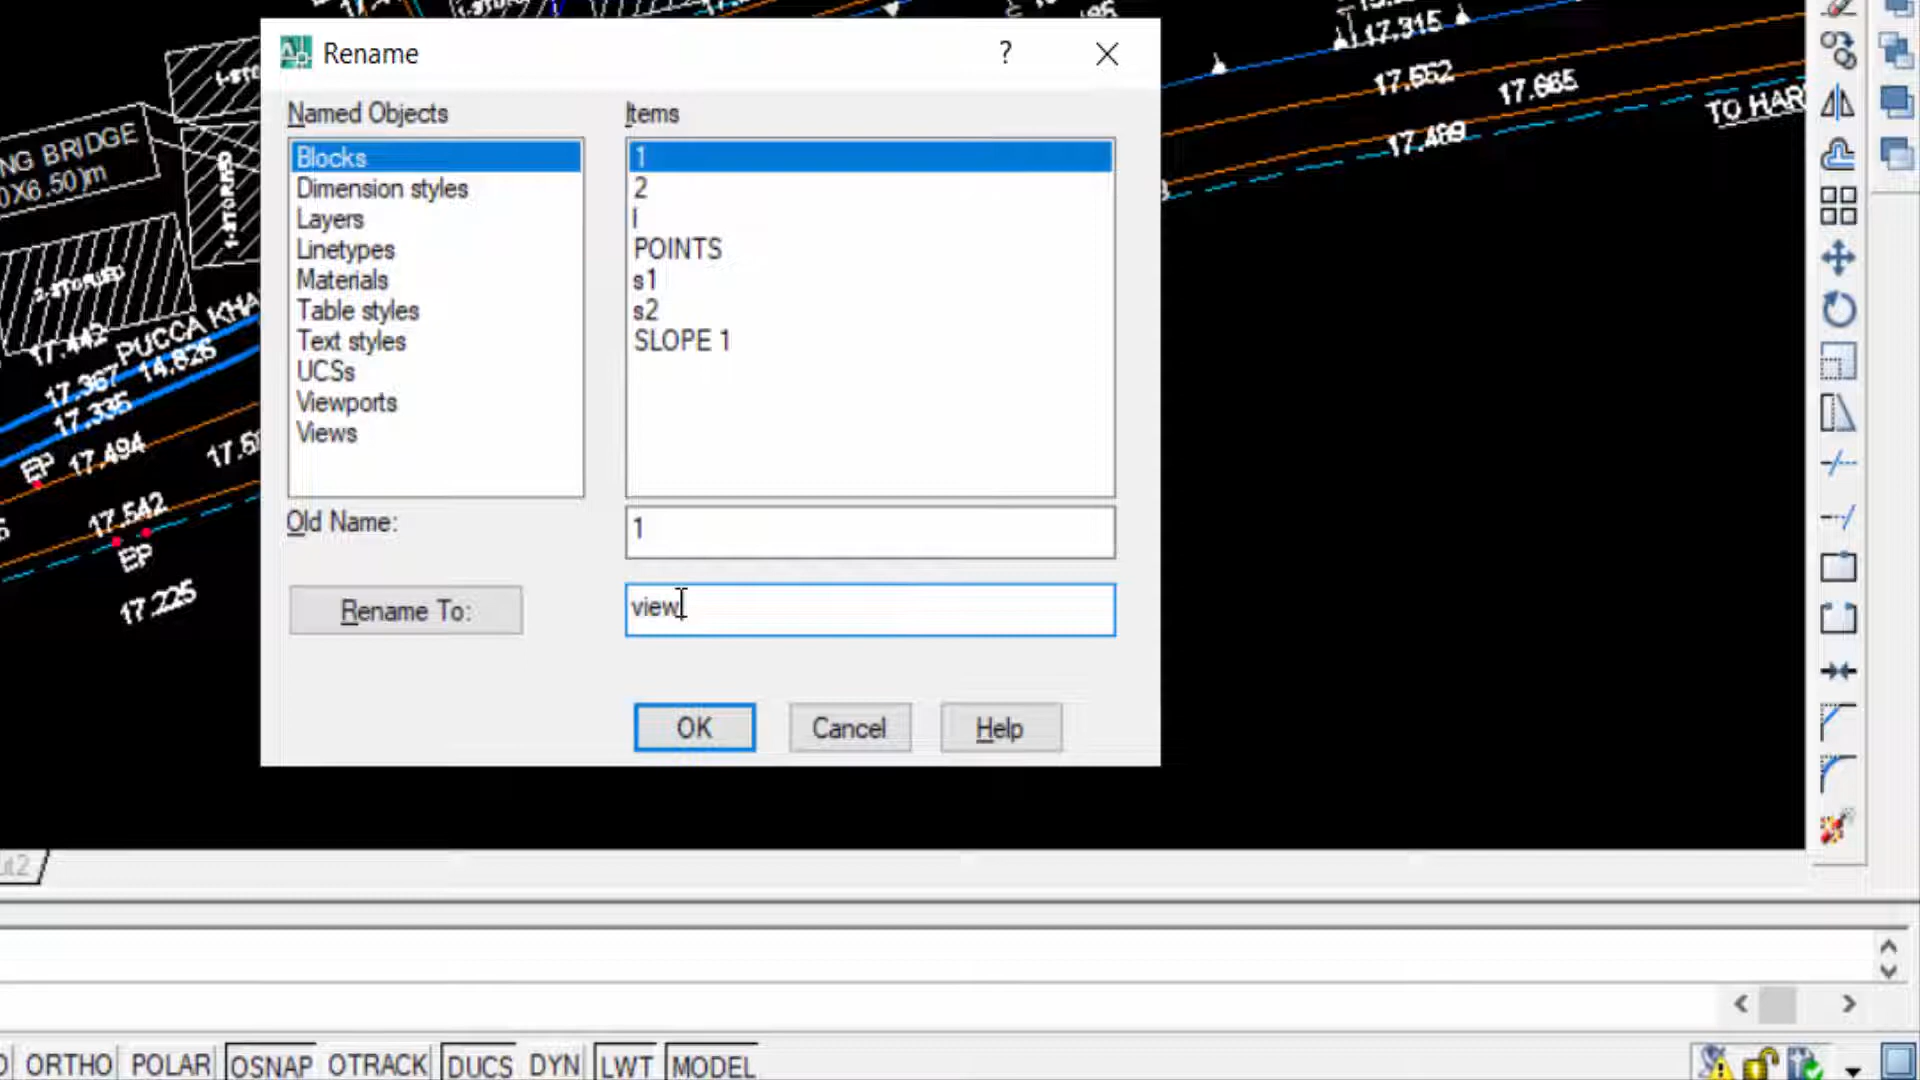 Rename
?
Named Objects
Items
Blocks
Dimension styles
Layers
Linetypes
Materials
Table styles
Text styles
UCSs
Viewports
Views
1
2
POINTS
s1
s2
SLOPE 1
Old Name:
1
Rename To:
view
OK
Cancel
Help
NG BRIDGE
0X6.50)m
2-STORIED
17.442
PUCCA KHA
17.367
14.826
17.335
EP
17.494
17.542
EP
17.225
17.315
17.552
17.665
17.489
TO HAR
ORTHO
POLAR
OSNAP
OTRACK
DUCS
DYN
LWT
MODEL